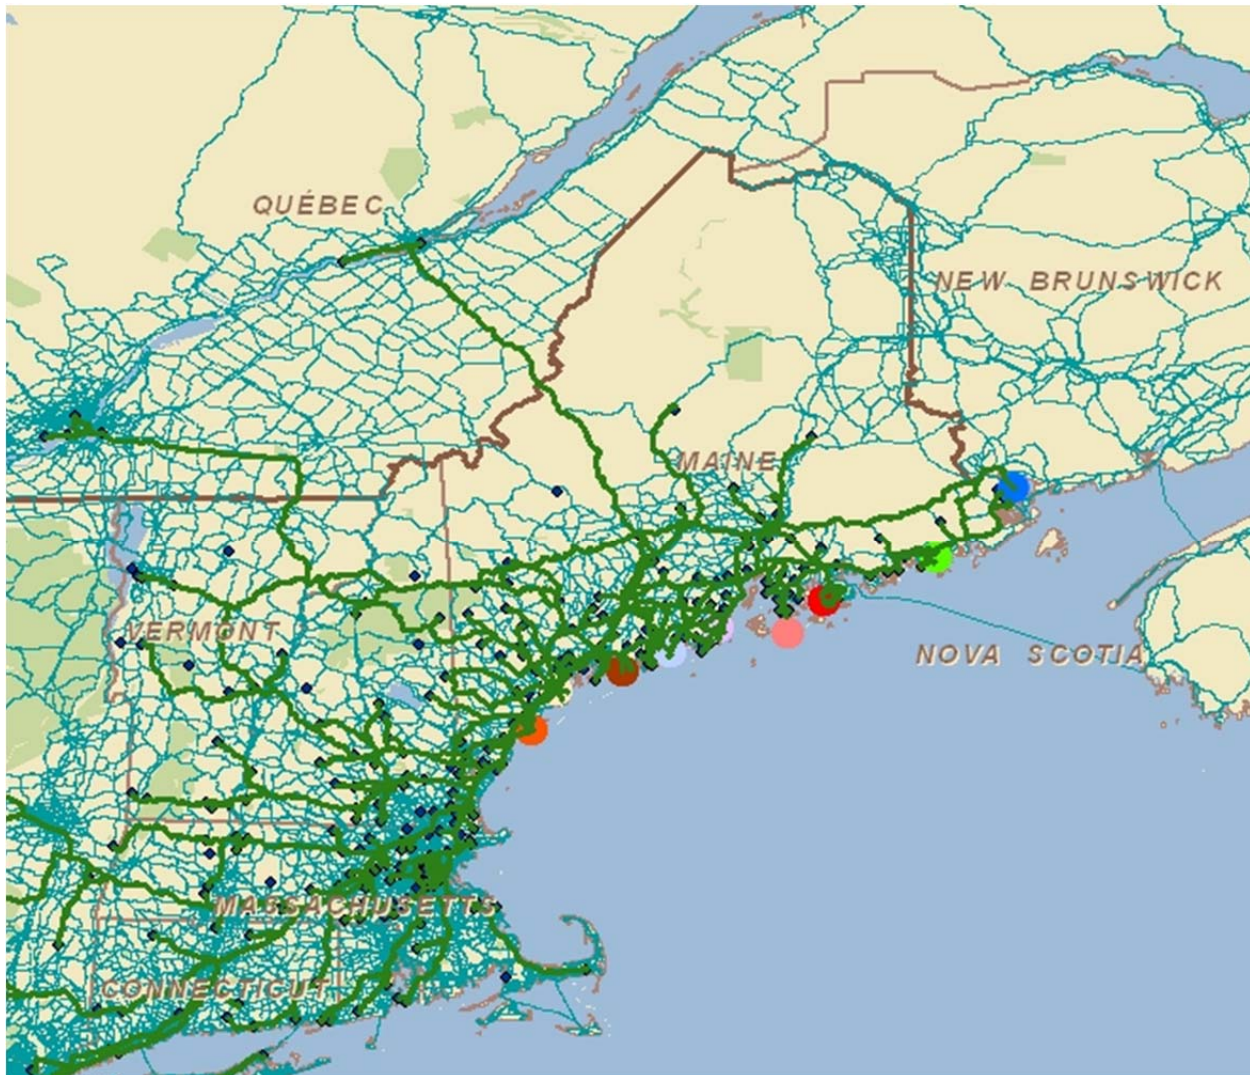 QUÉBEC
NEW BRUNSWICK
MAINE
VERMONT
NOVA SCOTIA
MASSACHUSETTS
CONNECTICUT